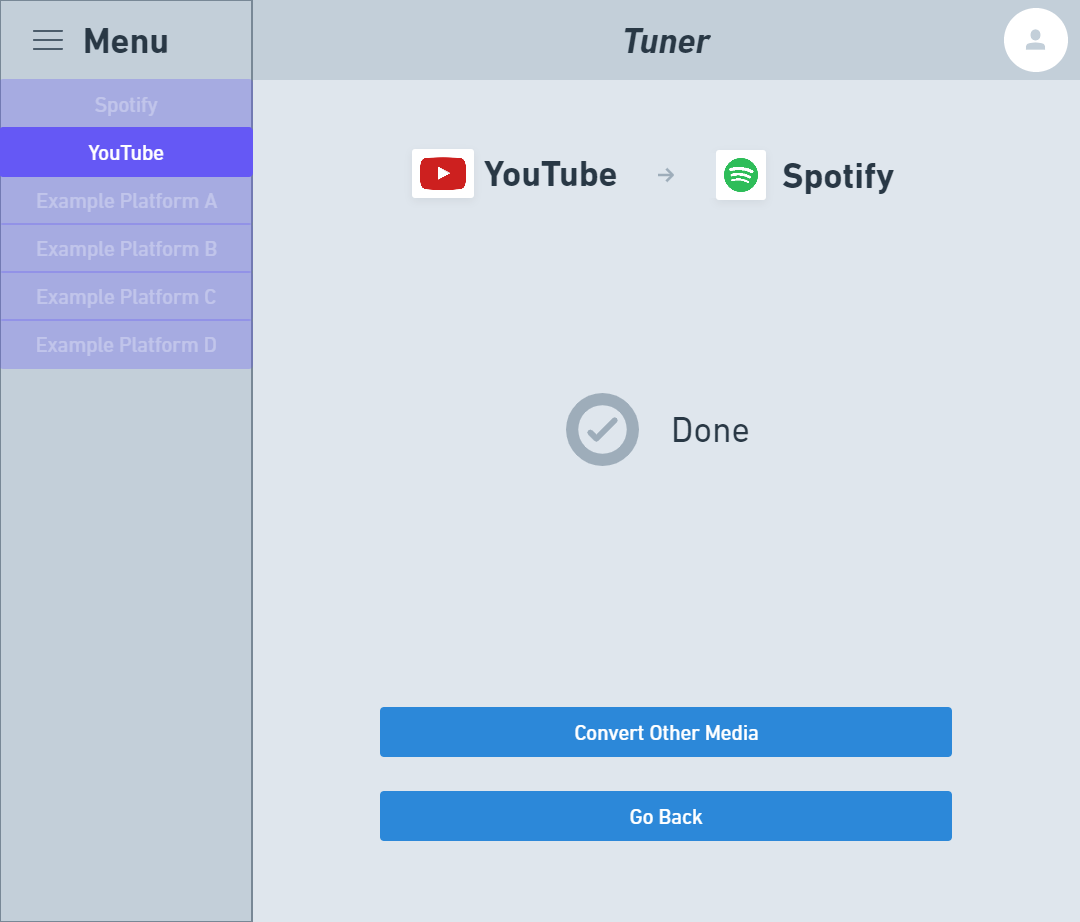 Menu
Tuner
Spotify
YouTube
Example Platform A
Example Platform B
Example Platform C
Example Platform D
YouTube
Spotify
Done
Convert Other Media
Go Back